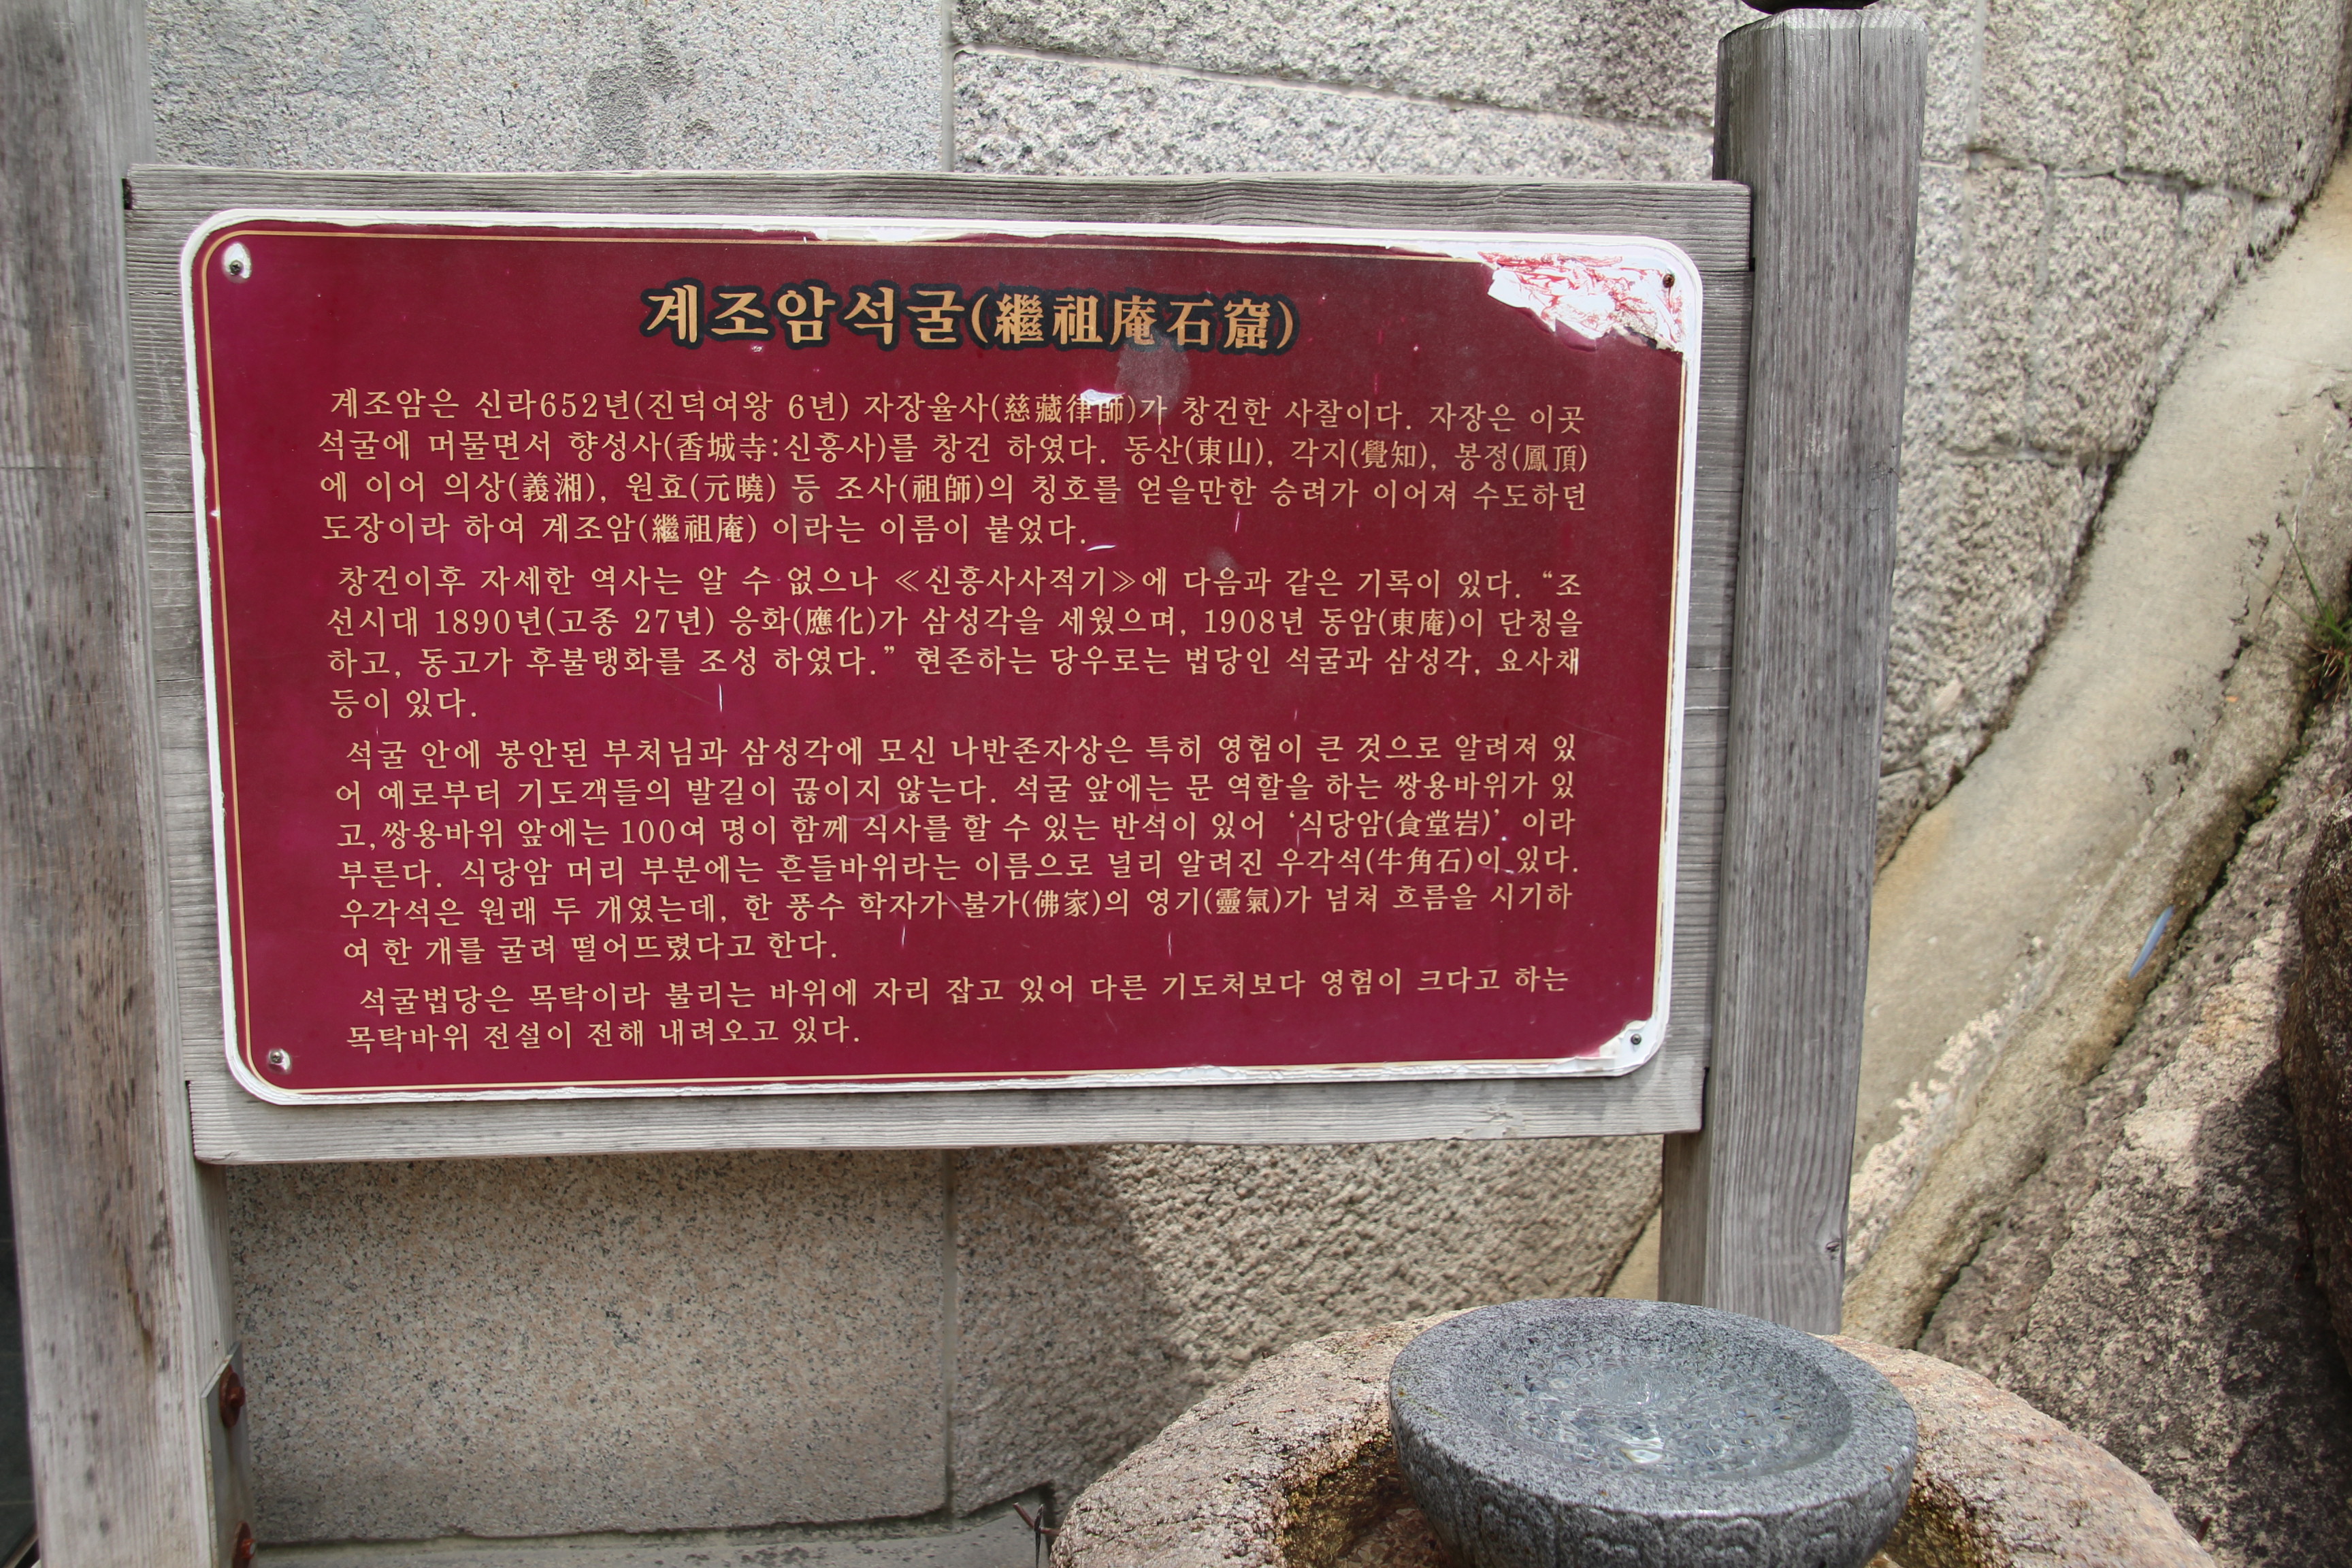 계조암석굴(繼祖庵石窟)
계조암은 신라652년(진덕여왕 6년) 자장율사(慈藏律師)가 창건한 사찰이다. 자장은 이곳
석굴에 머물면서 향성사(香城寺:신흥사)를 창건 하였다. 동산(東山), 각지(覺知), 봉정(鳳頂)
에 이어 의상(義湘), 원효(元曉) 등 조사(祖師)의 칭호를 얻을만한 승려가 이어져 수도하던
도장이라 하여 계조암(繼祖庵) 이라는 이름이 붙었다.
창건이후 자세한 역사는 알 수 없으나 ≪신흥사사적기≫에 다음과 같은 기록이 있다. “조
선시대 1890년(고종 27년) 응화(應化)가 삼성각을 세웠으며, 1908년 동암(東庵)이 단청을
하고, 동고가 후불탱화를 조성 하였다.” 현존하는 당우로는 법당인 석굴과 삼성각, 요사채
등이 있다.
석굴 안에 봉안된 부처님과 삼성각에 모신 나반존자상은 특히 영험이 큰 것으로 알려져 있
어 예로부터 기도객들의 발길이 끊이지 않는다. 석굴 앞에는 문 역할을 하는 쌍용바위가 있
고,쌍용바위 앞에는 100여 명이 함께 식사를 할 수 있는 반석이 있어 ‘식당암(食堂岩)’ 이라
부른다. 식당암 머리 부분에는 흔들바위라는 이름으로 널리 알려진 우각석(牛角石)이 있다.
우각석은 원래 두 개였는데, 한 풍수 학자가 불가(佛家)의 영기(靈氣)가 넘쳐 흐름을 시기하
여 한 개를 굴려 떨어뜨렸다고 한다.
석굴법당은 목탁이라 불리는 바위에 자리 잡고 있어 다른 기도처보다 영험이 크다고 하는
목탁바위 전설이 전해 내려오고 있다.